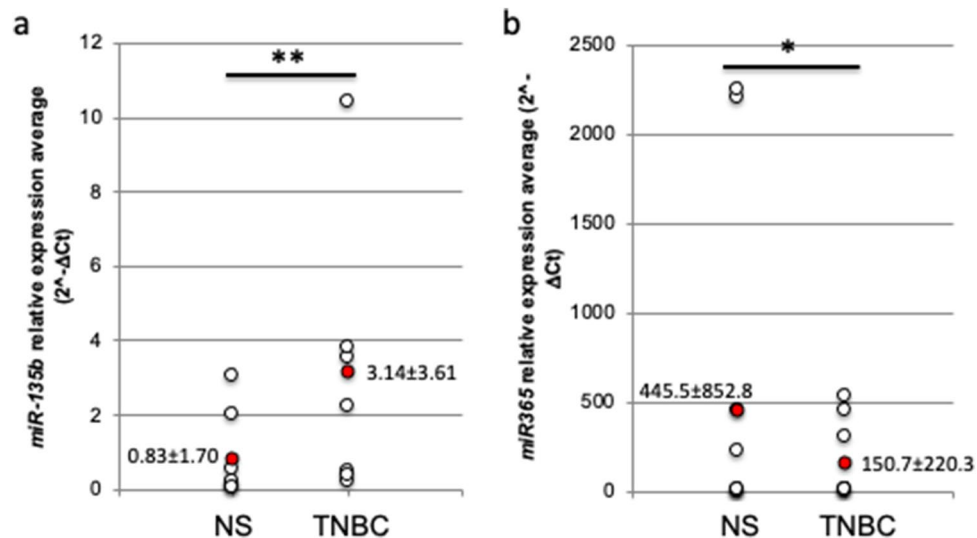 a
**
miR-135b relative expression average
(2^-ΔCt)
12
10
8
6
4
2
0
3.14±3.61
0.83±1.70
NS TNBC
b
*
miR365 relative expression average (2^-
ΔCt)
2500
2000
1500
1000
500
0
445.5±852.8
150.7±220.3
NS TNBC